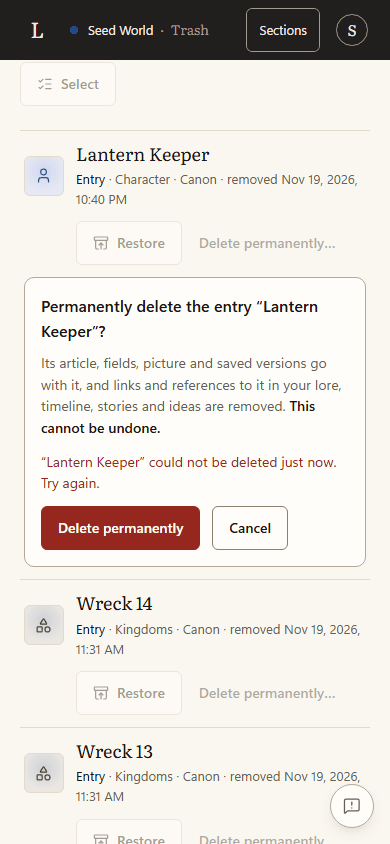 L
Seed World · Trash
Sections
S
Select
Lantern Keeper
Entry · Character · Canon · removed Nov 19, 2026,
10:40 PM
Restore
Delete permanently...
Permanently delete the entry “Lantern
Keeper”?
Its article, fields, picture and saved versions go
with it, and links and references to it in your lore,
timeline, stories and ideas are removed. This
cannot be undone.
“Lantern Keeper” could not be deleted just now.
Try again.
Delete permanently
Cancel
Wreck 14
Entry · Kingdoms · Canon · removed Nov 19, 2026,
11:31 AM
Restore
Delete permanently...
Wreck 13
Entry · Kingdoms · Canon · removed Nov 19, 2026,
11:31 AM
Restore
Delete permanently...